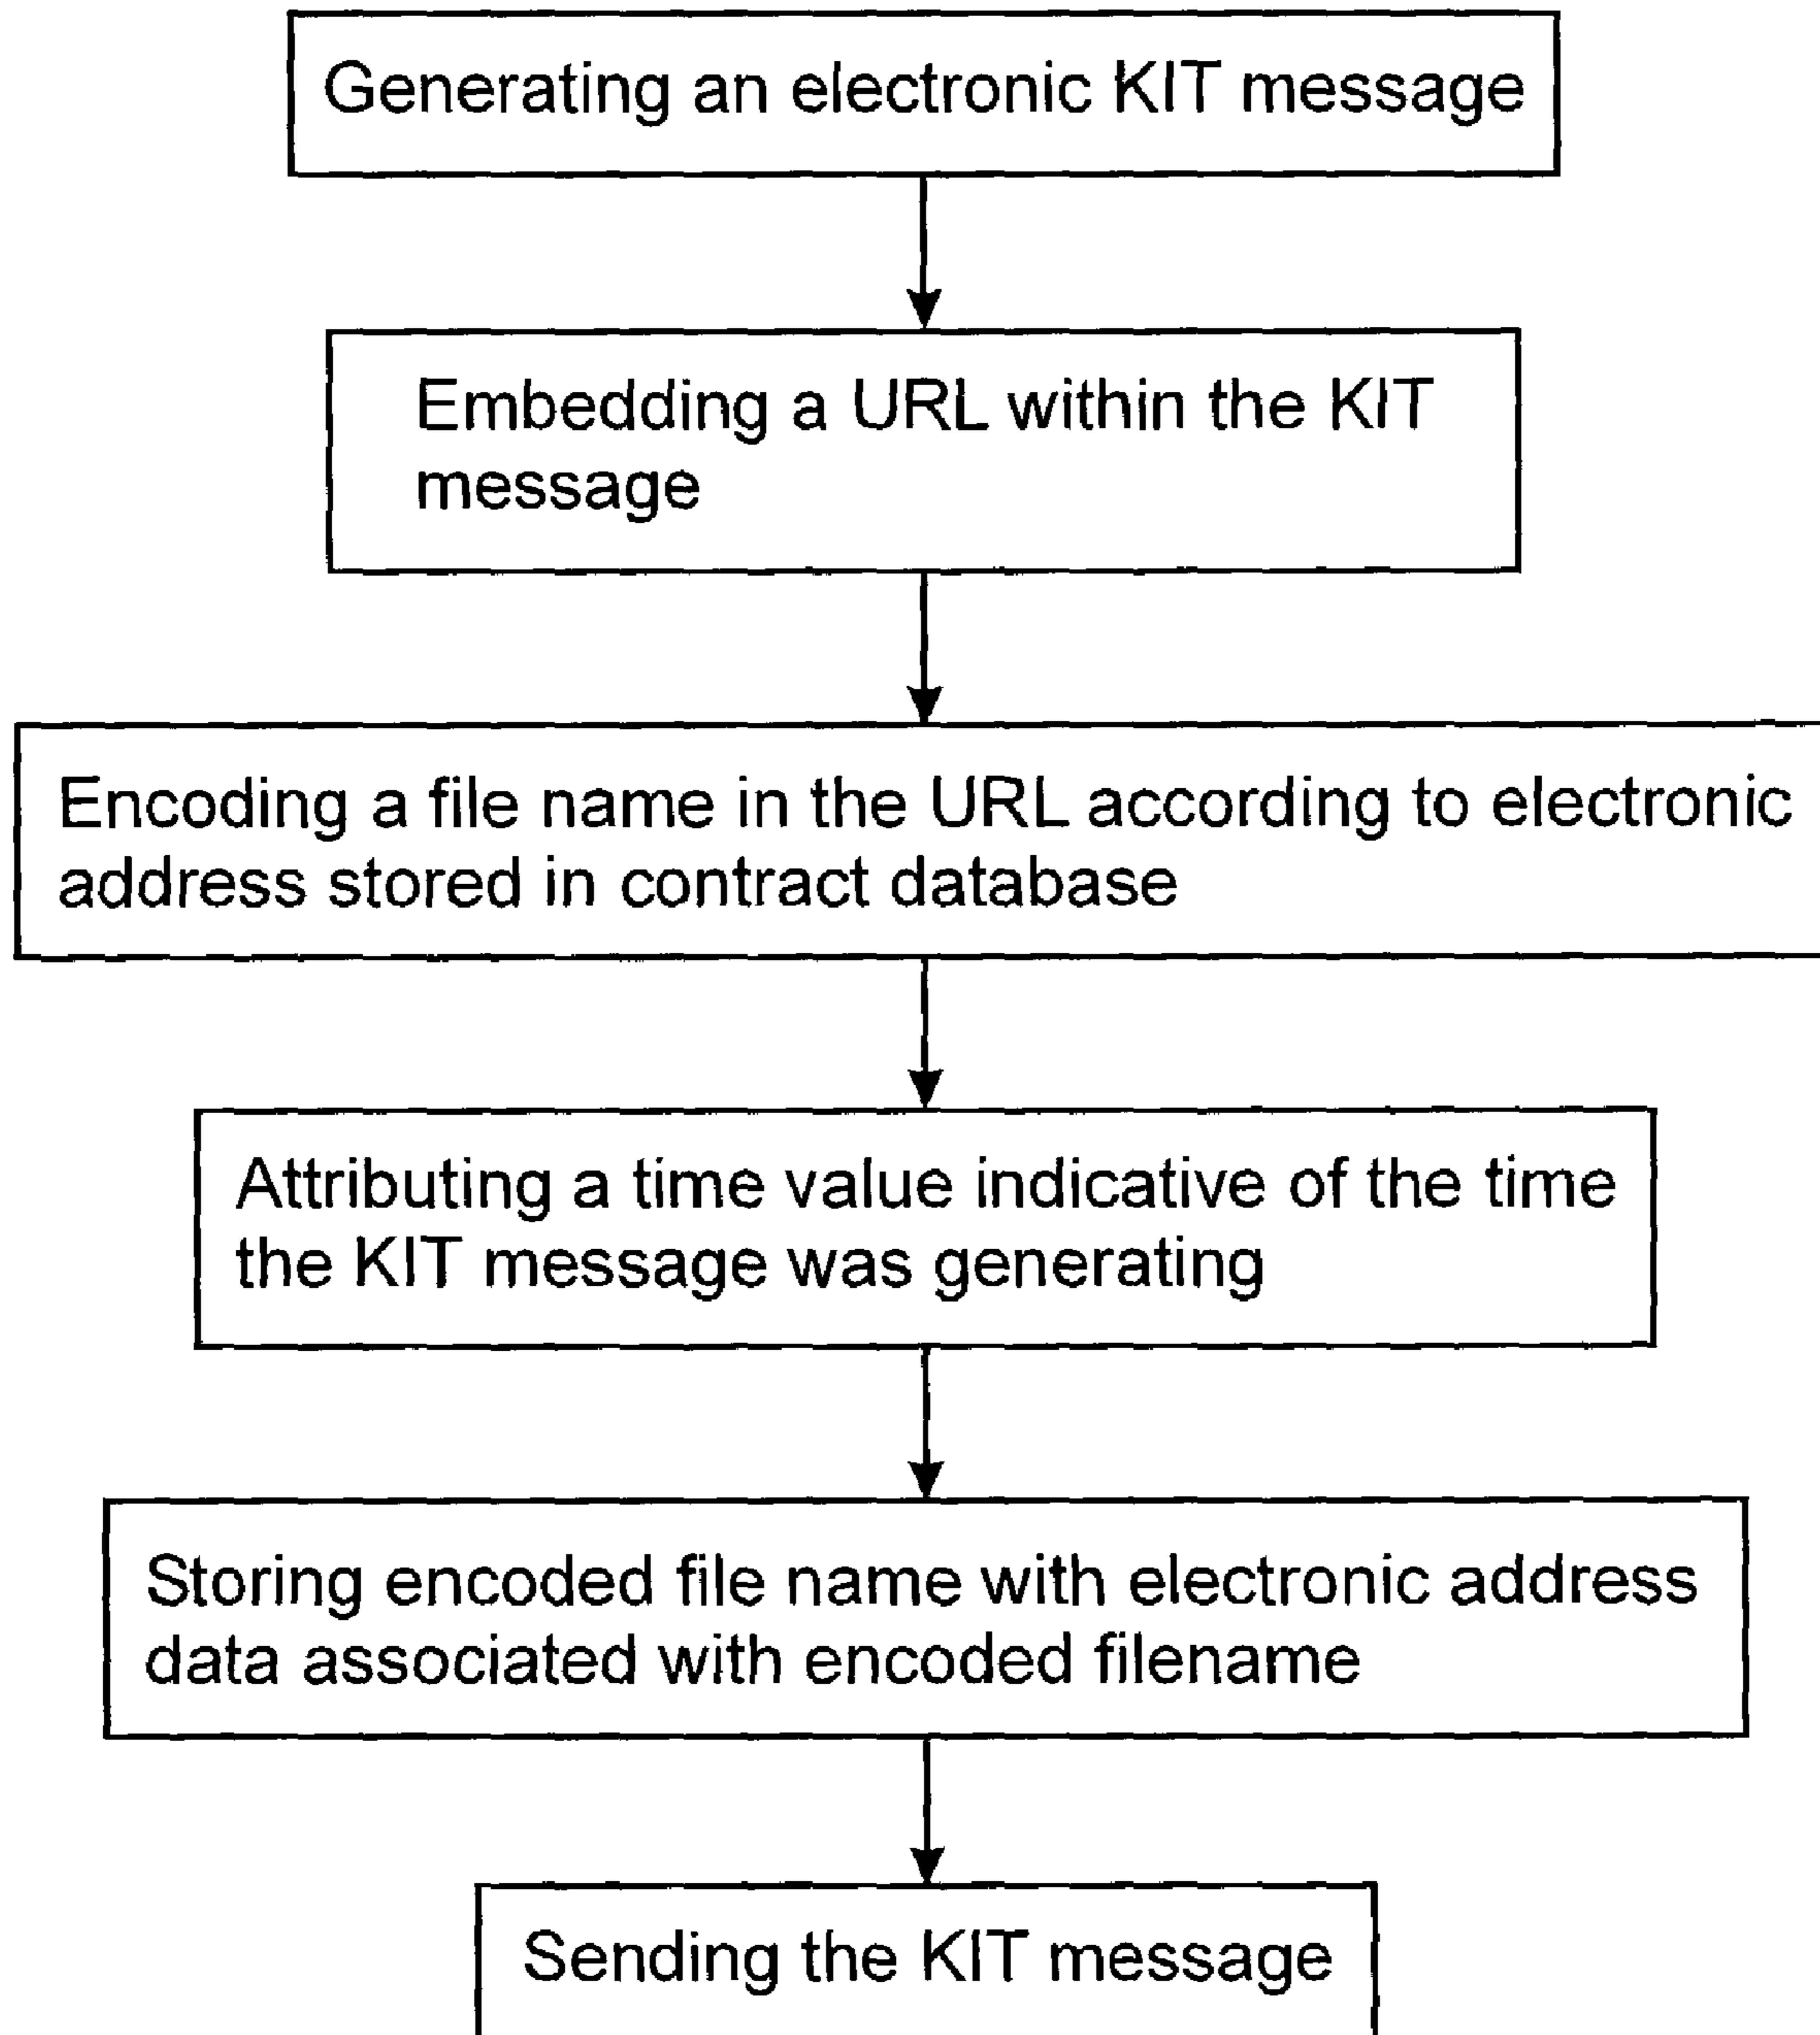 Generating an electronic KIT message
Embedding a URL within the KIT
message
Encoding a file name in the URL according to electronic
address stored in contract database
Attributing a time value indicative of the time
the KIT message was generating
Storing encoded file name with electronic address
data associated with encoded filename
Sending the KIT message